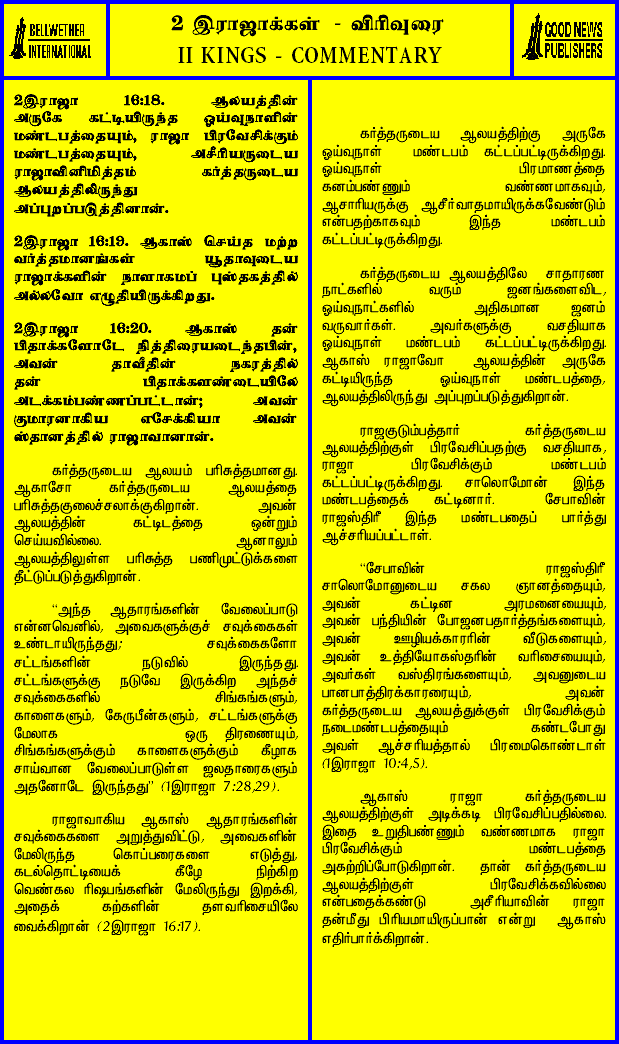 BELLWETHER
INTERNATIONAL
2 இராஜாக்கள் - விரிவுரை
II KINGS - COMMENTARY
GOOD NEWS
PUBLISHERS
2இராஜா 16:18. ஆலயத்தின்
அருகே கட்டியிருந்த ஓய்வுநாளின்
மண்டபத்தையும், ராஜா பிரவேசிக்கும்
மண்டபத்தையும், அசீரியருடைய
ராஜாவினிமித்தம் கர்த்தருடைய
ஆலயத்திலிருந்து
அப்புறப்படுத்தினான்.
2இராஜா 16:19. ஆகாஸ் செய்த மற்ற
வர்த்தமானங்கள் யூதாவுடைய
ராஜாக்களின் நாளாகமப் புஸ்தகத்தில்
அல்லவோ எழுதியிருக்கிறது.
2இராஜா 16:20. ஆகாஸ் தன்
பிதாக்களோடே நித்திரையடைந்தபின்,
அவன் தாவீதின் நகரத்தில்
தன் பிதாக்களண்டையிலே
அடக்கம்பண்ணப்பட்டான்; அவன்
குமாரனாகிய எசேக்கியா அவன்
ஸ்தானத்தில் ராஜாவானான்.
கர்த்தருடைய ஆலயம் பரிசுத்தமானது.
ஆகாசோ கர்த்தருடைய ஆலயத்தை
பரிசுத்தகுலைச்சலாக்குகிறான். அவன்
ஆலயத்தின் கட்டிடத்தை ஒன்றும்
செய்யவில்லை. ஆனாலும்
ஆலயத்திலுள்ள பரிசுத்த பணிமுட்டுக்களை
தீட்டுப்படுத்துகிறான்.
“அந்த ஆதாரங்களின் வேலைப்பாடு
என்னவெனில், அவைகளுக்குச் சவுக்கைகள்
உண்டாயிருந்தது; சவுக்கைகளோ
சட்டங்களின் நடுவில் இருந்தது.
சட்டங்களுக்கு நடுவே இருக்கிற அந்தச்
சவுக்கைகளில் சிங்கங்களும்,
காளைகளும், கேருபீன்களும், சட்டங்களுக்கு
மேலாக ஒரு திரணையும்,
சிங்கங்களுக்கும் காளைகளுக்கும் கீழாக
சாய்வான வேலைப்பாடுள்ள ஜலதாரைகளும்
அதனோடே இருந்தது” (1இராஜா 7:28,29).
ராஜாவாகிய ஆகாஸ் ஆதாரங்களின்
சவுக்கைகளை அறுத்துவிட்டு, அவைகளின்
மேலிருந்த கொப்பரைகளை எடுத்து,
கடல்தொட்டியைக் கீழே நிற்கிற
வெண்கல ரிஷபங்களின் மேலிருந்து இறக்கி,
அதைக் கற்களின் தளவரிசையிலே
வைக்கிறான் (2இராஜா 16:17).
கர்த்தருடைய ஆலயத்திற்கு அருகே
ஓய்வுநாள் மண்டபம் கட்டப்பட்டிருக்கிறது.
ஓய்வுநாள் பிரமாணத்தை
கனம்பண்ணும் வண்ணமாகவும்,
ஆசாரியருக்கு ஆசீர்வாதமாயிருக்கவேண்டும்
என்பதற்காகவும் இந்த மண்டபம்
கட்டப்பட்டிருக்கிறது.
கர்த்தருடைய ஆலயத்திலே சாதாரண
நாட்களில் வரும் ஜனங்களைவிட,
ஓய்வுநாட்களில் அதிகமான ஜனம்
வருவார்கள். அவர்களுக்கு வசதியாக
ஓய்வுநாள் மண்டபம் கட்டப்பட்டிருக்கிறது.
ஆகாஸ் ராஜாவோ ஆலயத்தின் அருகே
கட்டியிருந்த ஓய்வுநாள் மண்டபத்தை,
ஆலயத்திலிருந்து அப்புறப்படுத்துகிறான்.
ராஜகுடும்பத்தார் கர்த்தருடைய
ஆலயத்திற்குள் பிரவேசிப்பதற்கு வசதியாக,
ராஜா பிரவேசிக்கும் மண்டபம்
கட்டப்பட்டிருக்கிறது. சாலொமோன் இந்த
மண்டபத்தைக் கட்டினார். சேபாவின்
ராஜஸ்திரீ இந்த மண்டபதைப் பார்த்து
ஆச்சரியப்பட்டாள்.
“சேபாவின் ராஜஸ்திரீ
சாலொமோனுடைய சகல ஞானத்தையும்,
அவன் கட்டின அரமனையையும்,
அவன் பந்தியின் போஜனபதார்த்தங்களையும்,
அவன் ஊழியக்காரரின் வீடுகளையும்,
அவன் உத்தியோகஸ்தரின் வரிசையையும்,
அவர்கள் வஸ்திரங்களையும், அவனுடைய
பானபாத்திரக்காரரையும், அவன்
கர்த்தருடைய ஆலயத்துக்குள் பிரவேசிக்கும்
நடைமண்டபத்தையும் கண்டபோது
அவள் ஆச்சரியத்தால் பிரமைகொண்டாள்
(1இராஜா 10:4,5).
ஆகாஸ் ராஜா கர்த்தருடைய
ஆலயத்திற்குள் அடிக்கடி பிரவேசிப்பதில்லை.
இதை உறுதிபண்ணும் வண்ணமாக ராஜா
பிரவேசிக்கும் மண்டபத்தை
அகற்றிப்போடுகிறான். தான் கர்த்தருடைய
ஆலயத்திற்குள் பிரவேசிக்கவில்லை
என்பதைக்கண்டு அசீரியாவின் ராஜா
தன்மீது பிரியமாயிருப்பான் என்று ஆகாஸ்
எதிர்பார்க்கிறான்.